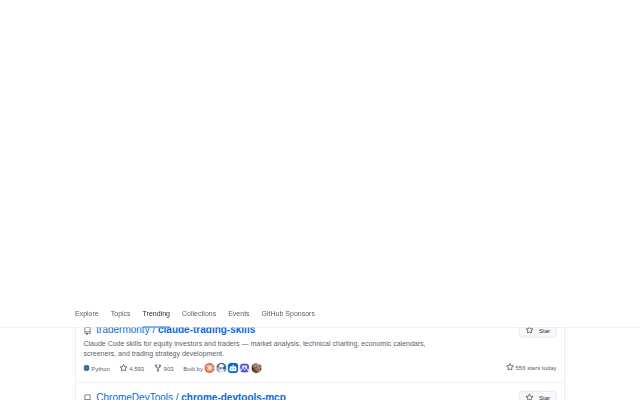 Explore Topics Trending Collections Events GitHub Sponsors
tradermonty / claude-trading-skills Star
Claude Code skills for equity investors and traders — market analysis, technical charting, economic calendars,
screeners, and trading strategy development.
Python 4,593 903 Built by 556 stars today
ChromeDevTools / chrome-devtools-mcp Star